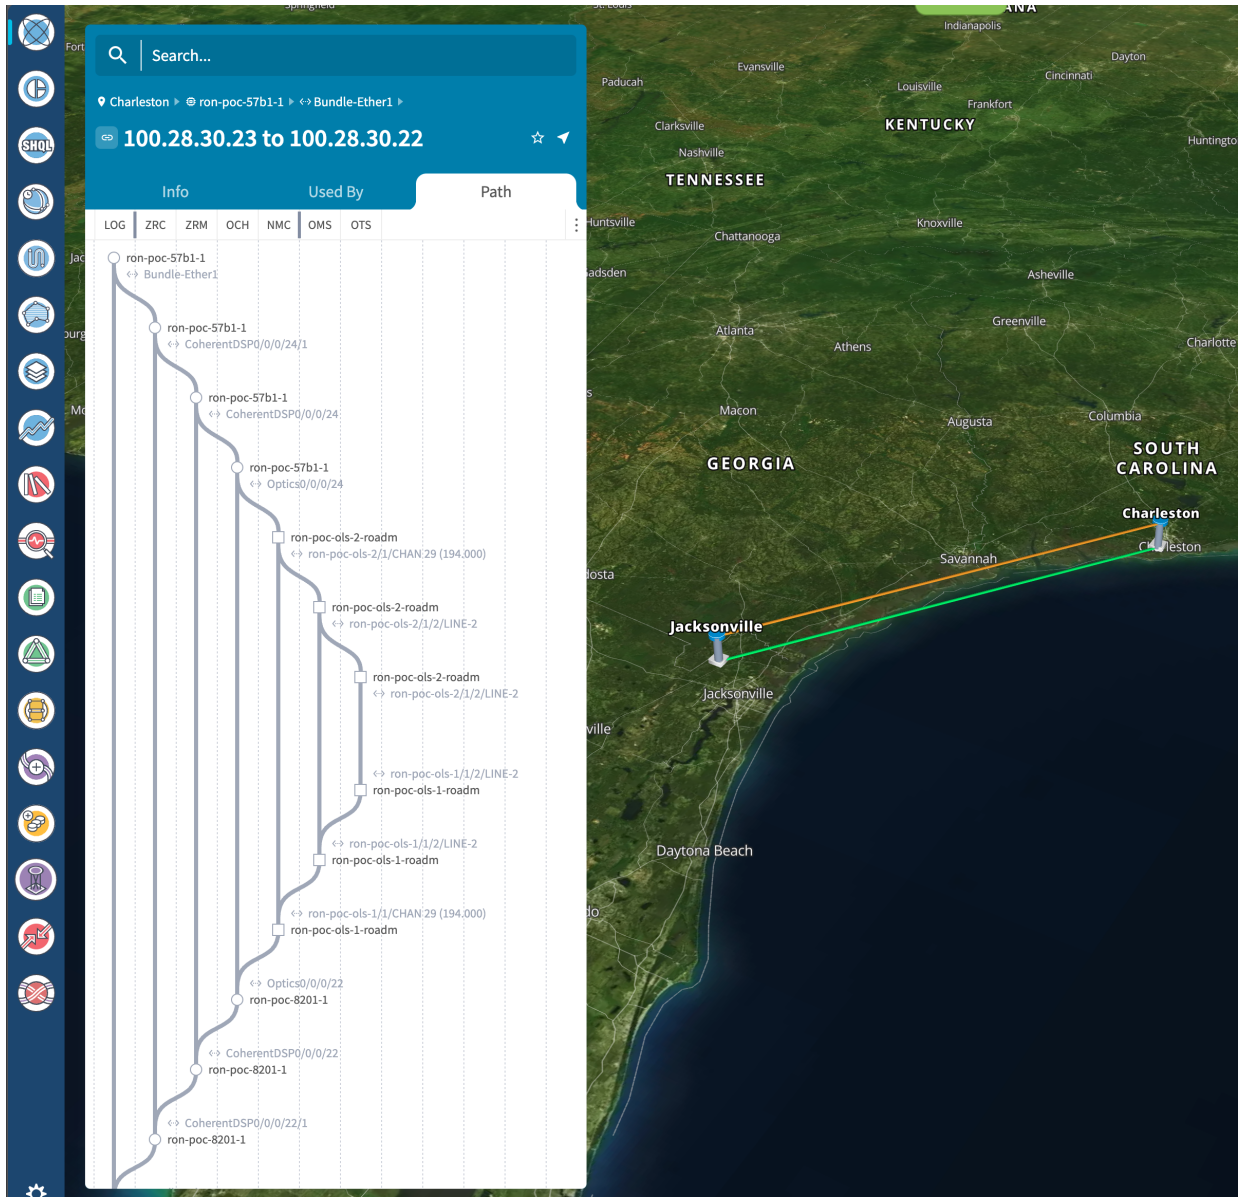 Search...
Charleston ron-poc-57b1-1 Bundle-Ether1
100.28.30.23 to 100.28.30.22
Info Used By Path
LOG ZRC ZRM OCH NMC OMS OTS
ron-poc-57b1-1
Bundle-Ether1
ron-poc-57b1-1
CoherentDSP0/0/0/24/1
ron-poc-57b1-1
CoherentDSP0/0/0/24
ron-poc-57b1-1
Optics0/0/0/24
ron-poc-ols-2-roadm
ron-poc-ols-2/1/CHAN 29 (194.000)
ron-poc-ols-2-roadm
ron-poc-ols-2/1/2/LINE-2
ron-poc-ols-2-roadm
ron-poc-ols-2/1/2/LINE-2
ron-poc-ols-1/1/2/LINE-2
ron-poc-ols-1-roadm
ron-poc-ols-1/1/2/LINE-2
ron-poc-ols-1-roadm
ron-poc-ols-1/1/CHAN 29 (194.000)
ron-poc-ols-1-roadm
Optics0/0/0/22
ron-poc-8201-1
CoherentDSP0/0/0/22
ron-poc-8201-1
CoherentDSP0/0/0/22/1
ron-poc-8201-1
SHQL
Fort
Jac
ANA
Indianapolis
Evansville
Dayton
Paducah
Cincinnati
Louisville
Frankfort
Clarksville
KENTUCKY
Huntingto
Nashville
TENNESSEE
Huntsville
Knoxville
Chattanooga
adsden
Asheville
Greenville
Atlanta
Athens
Charlotte
Macon
Augusta
Columbia
GEORGIA
SOUTH
CAROLINA
Charleston
Charleston
Savannah
dosta
Jacksonville
Jacksonville
ville
Daytona Beach